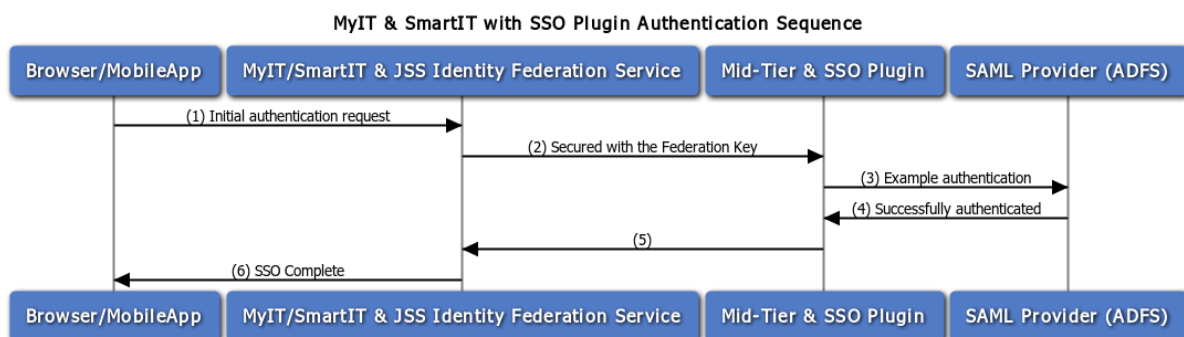 MyIT & SmartIT with SSO Plugin Authentication Sequence
Browser/MobileApp
MyIT/SmartIT & JSS Identity Federation Service
Mid-Tier & SSO Plugin
SAML Provider (ADFS)
(1) Initial authentication request
(2) Secured with the Federation Key
(3) Example authentication
(4) Successfully authenticated
(5)
(6) SSO Complete
Browser/MobileApp
MyIT/SmartIT & JSS Identity Federation Service
Mid-Tier & SSO Plugin
SAML Provider (ADFS)